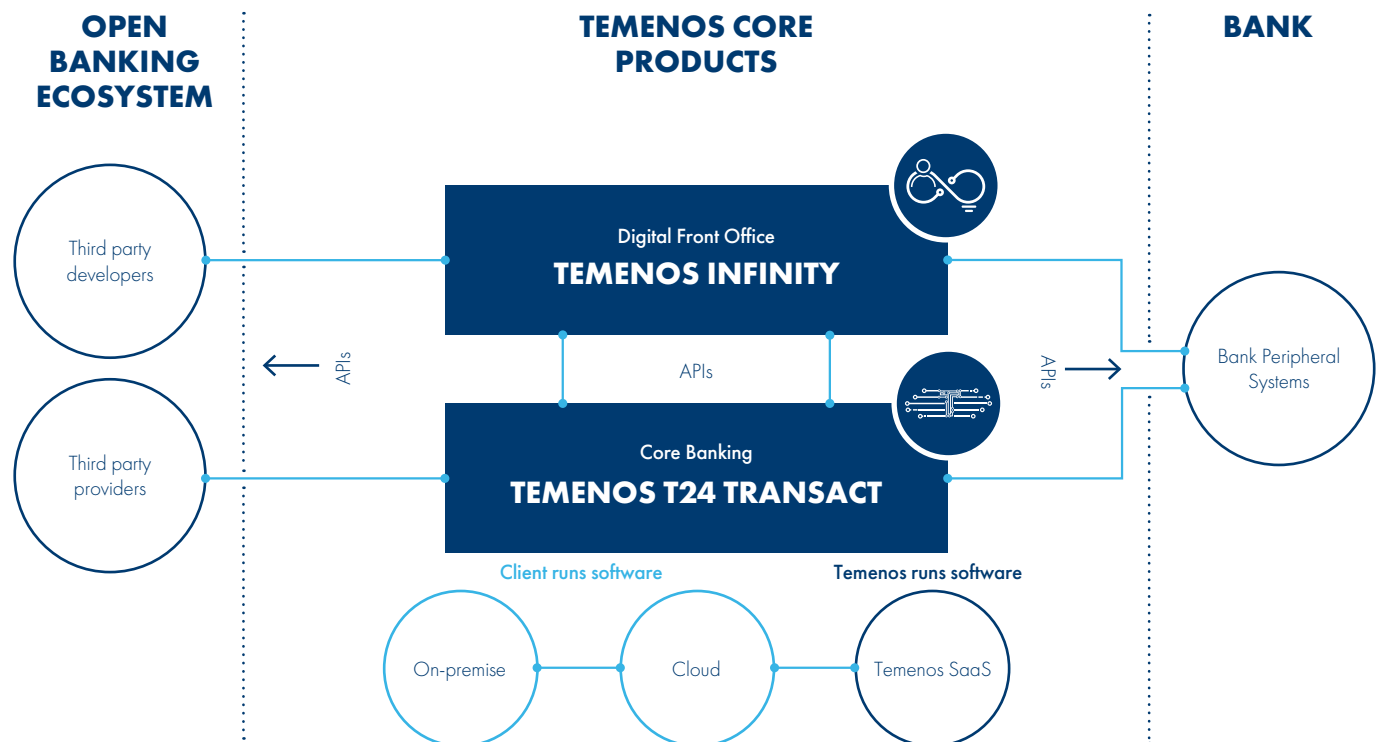 OPEN
BANKING
ECOSYSTEM
TEMENOS CORE
PRODUCTS
BANK
Third party
developers
Digital Front Office
TEMENOS INFINITY
APIs
APIs
APIs
Bank Peripheral
Systems
Third party
providers
Core Banking
TEMENOS T24 TRANSACT
Client runs software
Temenos runs software
On-premise
Cloud
Temenos SaaS